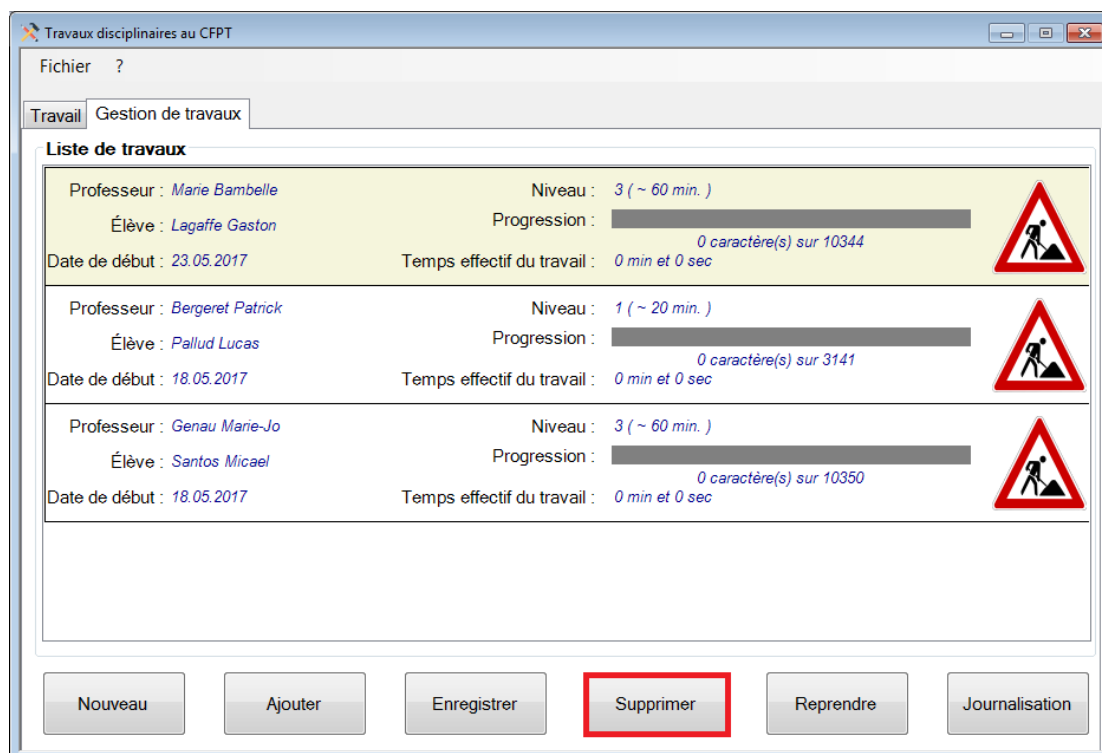 Travaux disciplinaires au CFPT
Fichier ?
Travail Gestion de travaux
Liste de travaux
Professeur : Marie Bambelle Niveau : 3 ( ~ 60 min. )
Élève : Lagaffe Gaston Progression :
0 caractère(s) sur 10344
Date de début : 23.05.2017 Temps effectif du travail : 0 min et 0 sec
Professeur : Bergeret Patrick Niveau : 1 ( ~ 20 min. )
Élève : Pallud Lucas Progression :
0 caractère(s) sur 3141
Date de début : 18.05.2017 Temps effectif du travail : 0 min et 0 sec
Professeur : Genau Marie-Jo Niveau : 3 ( ~ 60 min. )
Élève : Santos Micael Progression :
0 caractère(s) sur 10350
Date de début : 18.05.2017 Temps effectif du travail : 0 min et 0 sec
Nouveau Ajouter Enregistrer Supprimer Reprendre Journalisation